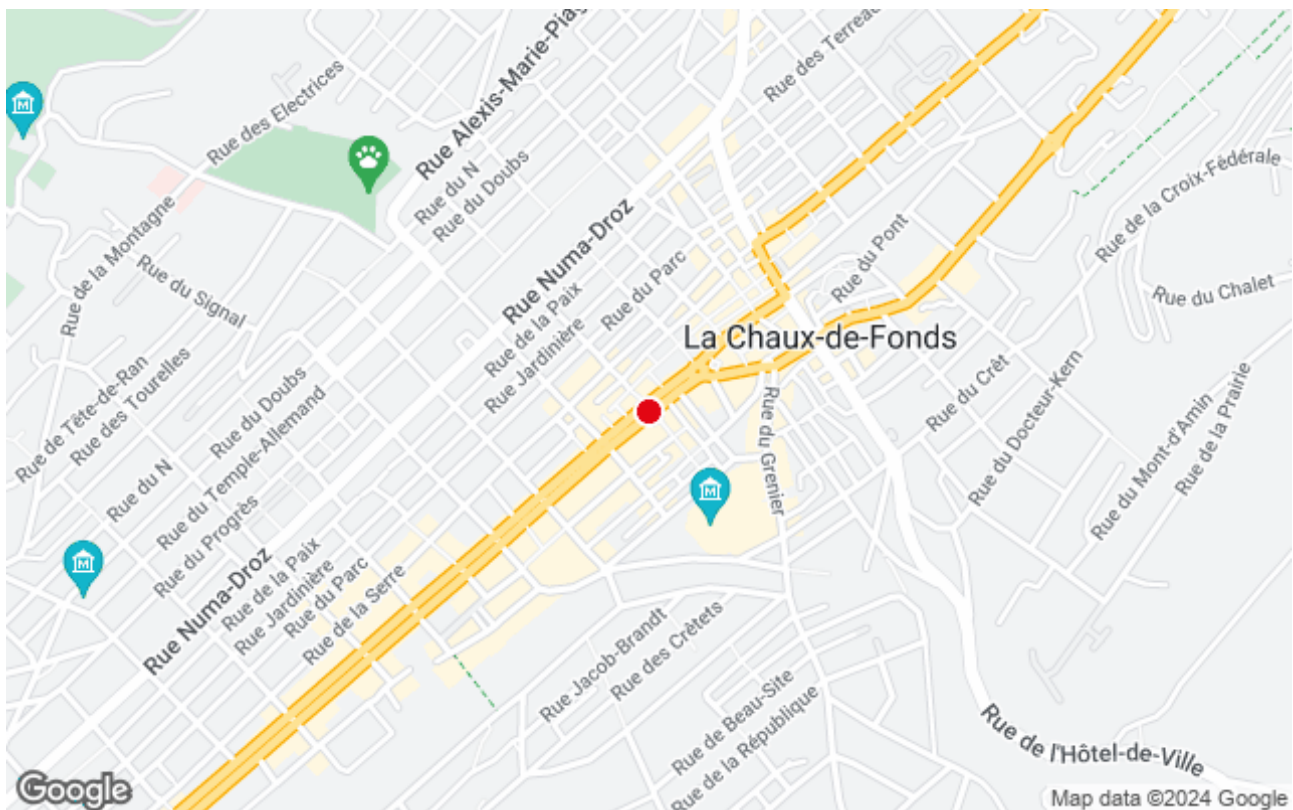 Rue des Terreau
Rue Alexis-Marie-Piag
Rue des Electrices
Rue du N
Rue du Doubs
Rue de la Croix-Fédérale
Rue du Pont
Rue de la Montagne
Rue Numa-Droz
Rue du Parc
Rue du Signal
Rue de la Paix
Rue du Chalet
Rue Jardinière
La Chaux-de-Fonds
Rue de Tête-de-Ran
Rue des Tourelles
Rue du Doubs
Rue du Crêt
Rue du Docteur-Kern
Rue du Temple-Allemand
Rue du Grenier
Rue du Mont-d'Amin
Rue de la Prairie
Rue du N
Rue du Progrès
Rue Numa-Droz
Rue de la Paix
Rue Jardinière
Rue du Parc
Rue de la Serre
Rue Jacob-Brandt
Rue des Crêtets
Rue de Beau-Site
Rue de la République
Rue de l'Hôtel-de-Ville
M
M
M
Google
Map data ©2024 Google